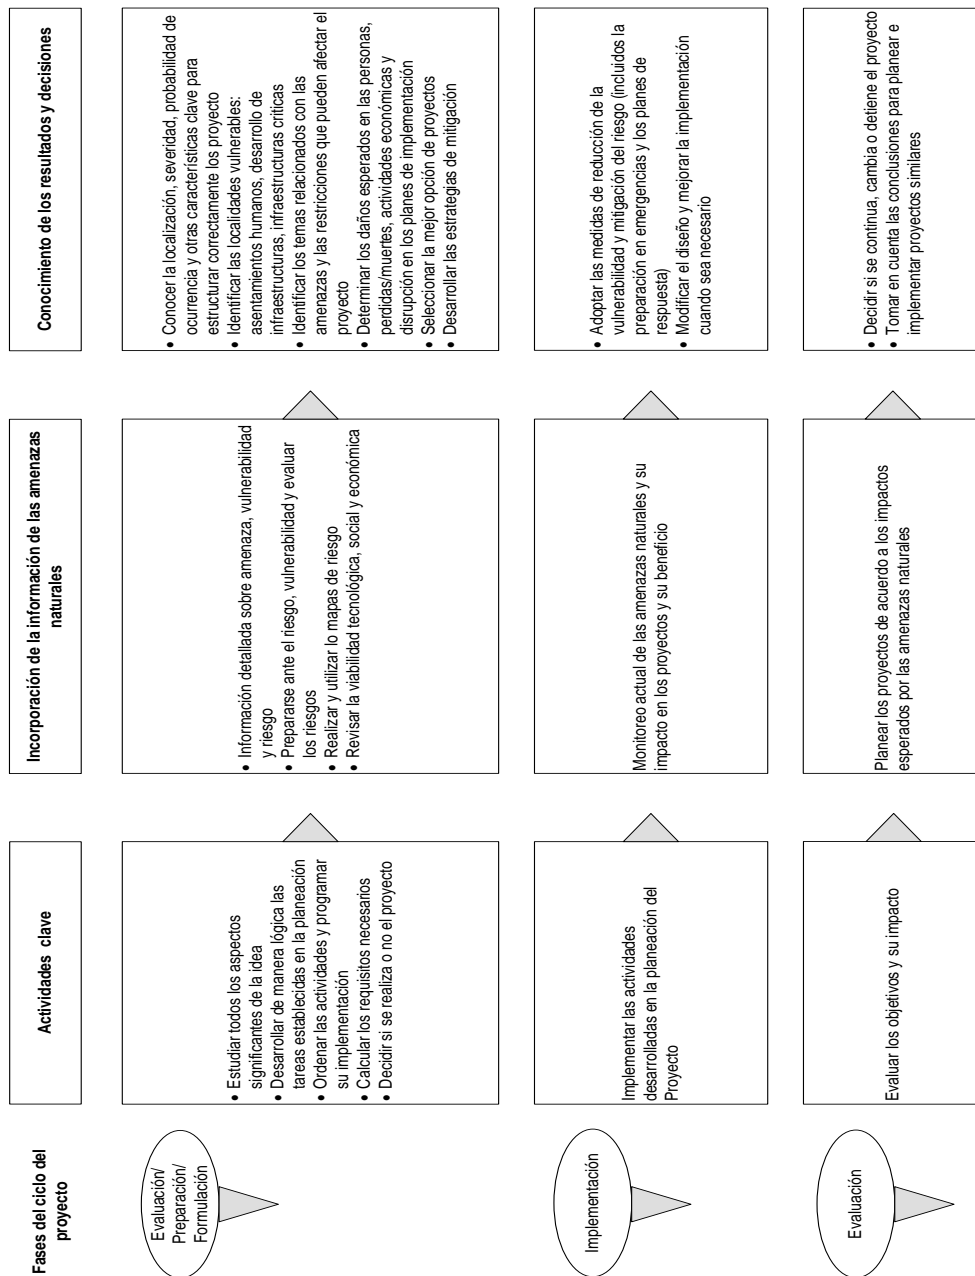 Fases del ciclo del
proyecto
Actividades clave
Incorporación de la información de las amenazas
naturales
Conocimiento de los resultados y decisiones
Evaluación/
Preparación/
Formulación
• Estudiar todos los aspectos
significantes de la idea
• Desarrollar de manera lógica las
tareas establecidas en la planeación
• Ordenar las actividades y programar
su implementación
• Calcular los requisitos necesarios
• Decidir si se realiza o no el proyecto
• Información detallada sobre amenaza, vulnerabilidad
y riesgo
• Prepararse ante el riesgo, vulnerabilidad y evaluar
los riesgos
• Realizar y utilizar lo mapas de riesgo
• Revisar la viabilidad tecnológica, social y económica
• Conocer la localización, severidad, probabilidad de
ocurrencia y otras características clave para
estructurar correctamente los proyecto
• Identificar las localidades vulnerables:
asentamientos humanos, desarrollo de
infraestructuras, infraestructuras criticas
• Identificar los temas relacionados con las
amenazas y las restricciones que pueden afectar el
proyecto
• Determinar los daños esperados en las personas,
perdidas/muertes, actividades económicas y
disrupción en los planes de implementación
• Seleccionar la mejor opción de proyectos
• Desarrollar las estrategias de mitigación
Implementación
Implementar las actividades
desarrolladas en la planeación del
Proyecto
Monitoreo actual de las amenazas naturales y su
impacto en los proyectos y su beneficio
• Adoptar las medidas de reducción de la
vulnerabilidad y mitigación del riesgo (incluidos la
preparación en emergencias y los planes de
respuesta)
• Modificar el diseño y mejorar la implementación
cuando sea necesario
Evaluación
Evaluar los objetivos y su impacto
Planear los proyectos de acuerdo a los impactos
esperados por las amenazas naturales
• Decidir si se continua, cambia o detiene el proyecto
• Tomar en cuenta las conclusiones para planear e
implementar proyectos similares